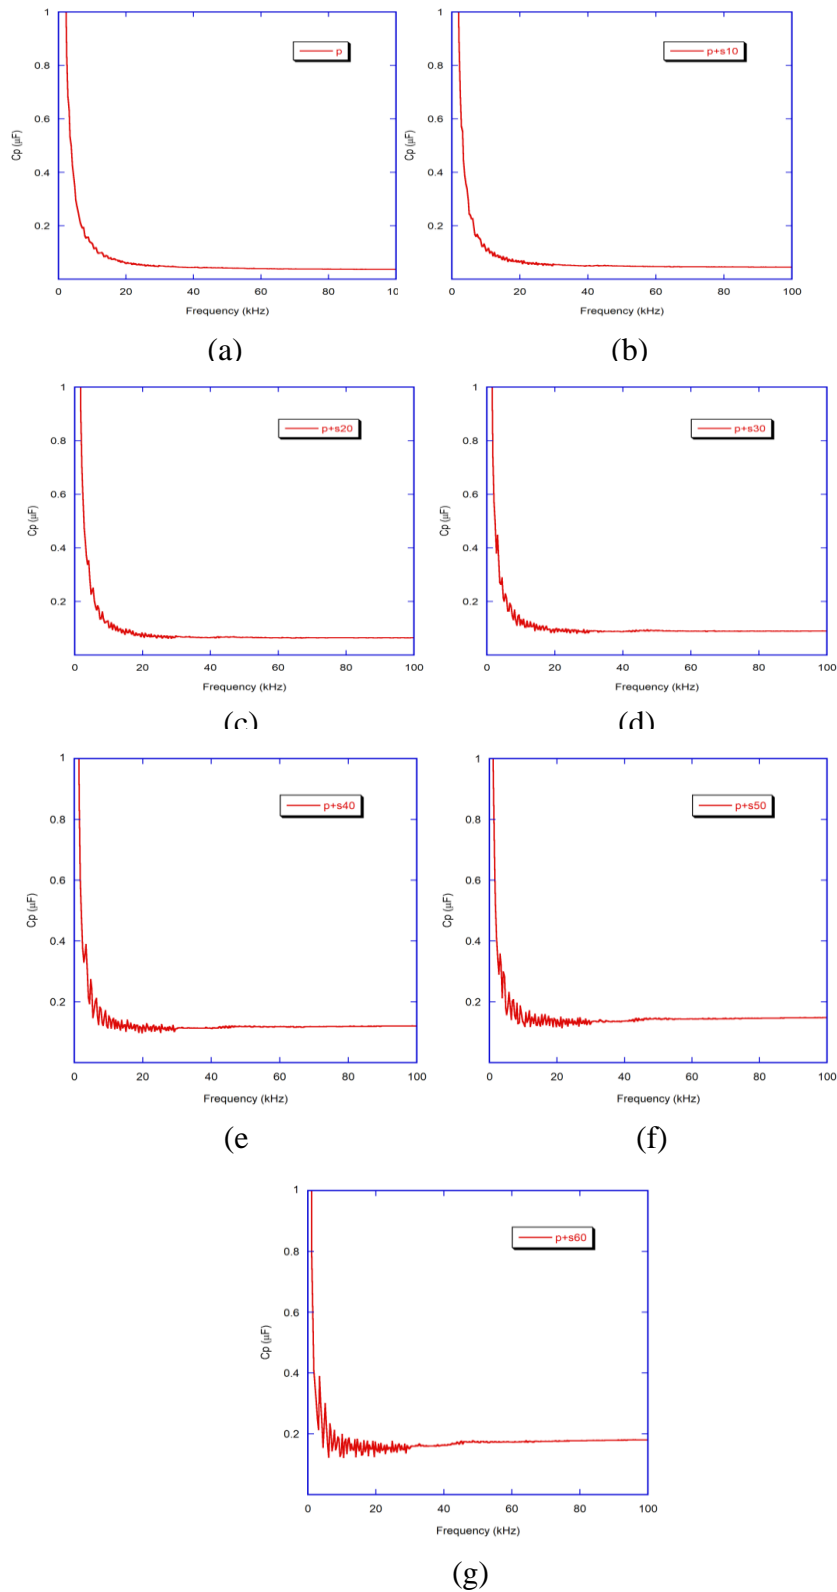 1
0.8
0.6
0.4
0.2
Cp (μF)
p
0 20 40 60 80 100
Frequency (kHz)
(a)
1
0.8
0.6
0.4
0.2
Cp (μF)
p+s10
0 20 40 60 80 100
Frequency (kHz)
(b)
1
0.8
0.6
0.4
0.2
Cp (μF)
p+s20
0 20 40 60 80 100
Frequency (kHz)
(c)
1
0.8
0.6
0.4
0.2
Cp (μF)
p+s30
0 20 40 60 80 100
Frequency (kHz)
(d)
1
0.8
0.6
0.4
0.2
Cp (μF)
p+s40
0 20 40 60 80 100
Frequency (kHz)
(e
1
0.8
0.6
0.4
0.2
Cp (μF)
p+s50
0 20 40 60 80 100
Frequency (kHz)
(f)
1
0.8
0.6
0.4
0.2
Cp (μF)
p+s60
0 20 40 60 80 100
Frequency (kHz)
(g)